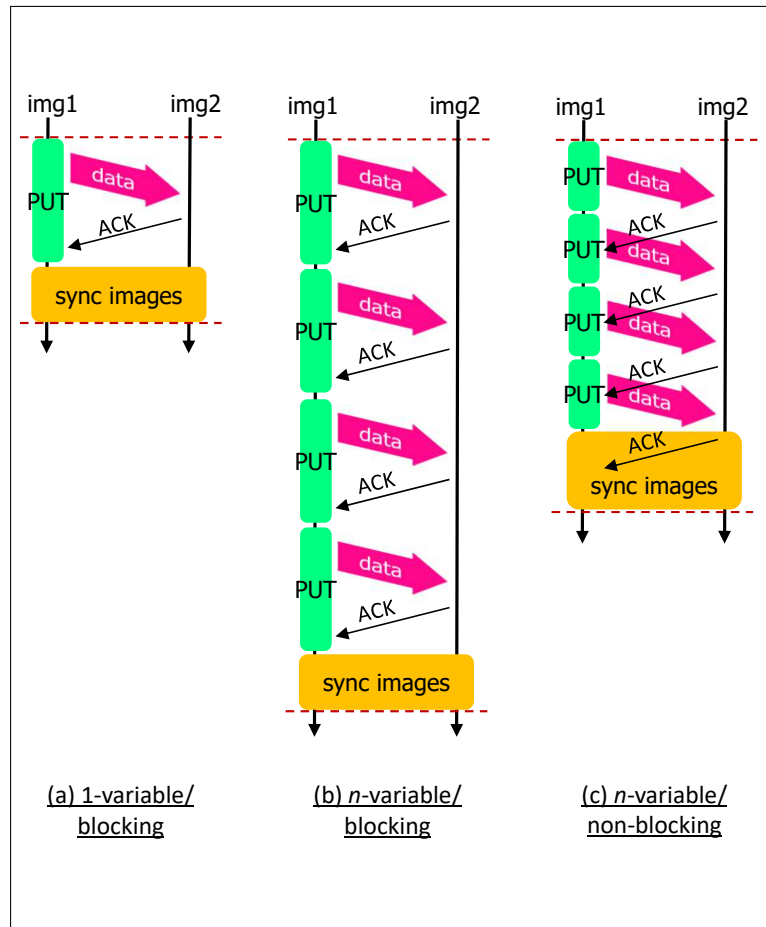 img1 img2
PUT
data
ACK
sync images
(a) 1-variable/
blocking
img1 img2
PUT
data
ACK
PUT
data
ACK
PUT
data
ACK
PUT
data
ACK
sync images
(b) n-variable/
blocking
img1 img2
PUT
data
ACK
PUT
data
ACK
PUT
data
ACK
PUT
data
ACK
sync images
(c) n-variable/
non-blocking